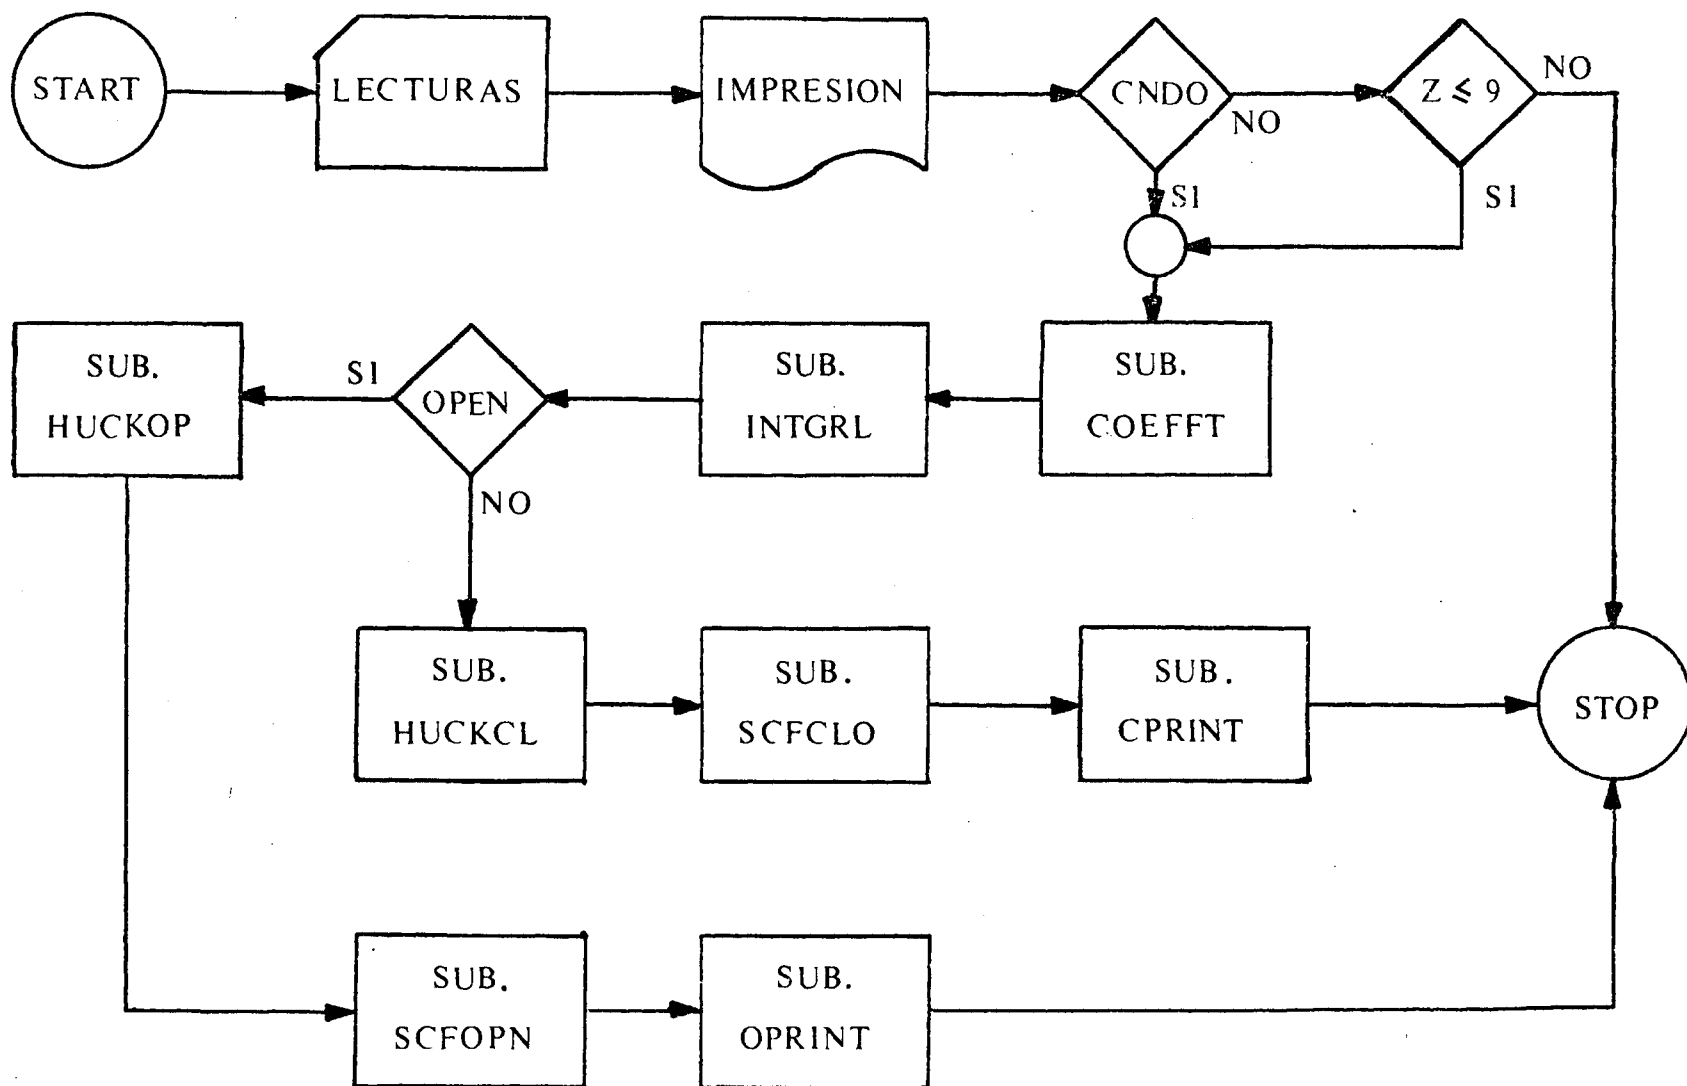 START
LECTURAS
IMPRESION
CNDO
NO
Z ≤ 9
NO
SI
SI
SUB.
HUCKOP
SI
OPEN
NO
SUB.
INTGRL
SUB.
COEFFT
SUB.
HUCKCL
SUB.
SCFCLO
SUB.
CPRINT
STOP
SUB.
SCFOPN
SUB.
OPRINT